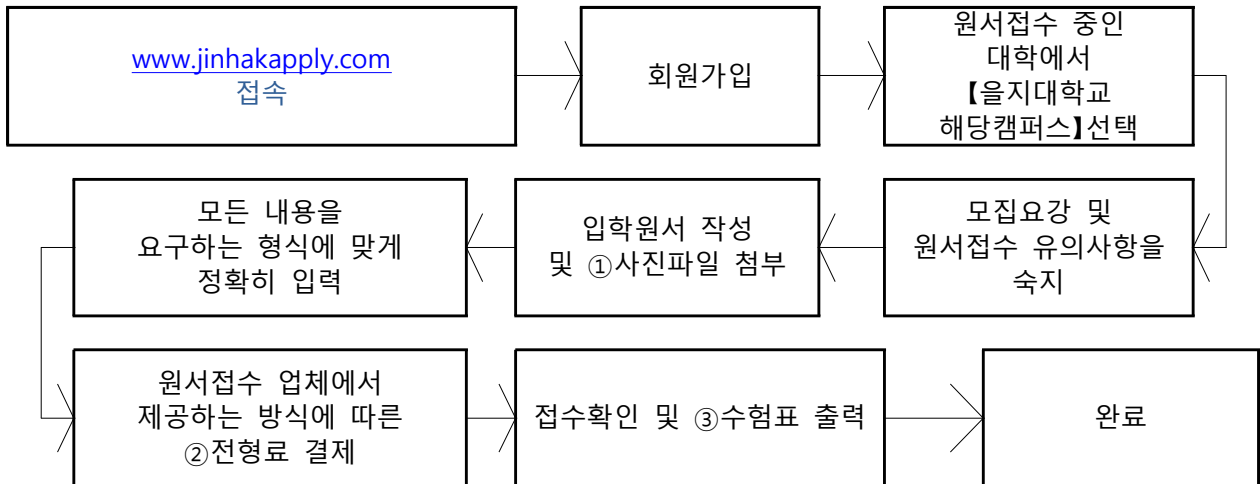 www.jinhakapply.com
접속
회원가입
원서접수 중인
대학에서
【을지대학교
해당캠퍼스】선택
모집요강 및
원서접수 유의사항을
숙지
입학원서 작성
및 ①사진파일 첨부
모든 내용을
요구하는 형식에 맞게
정확히 입력
원서접수 업체에서
제공하는 방식에 따른
②전형료 결제
접수확인 및 ③수험표 출력
완료